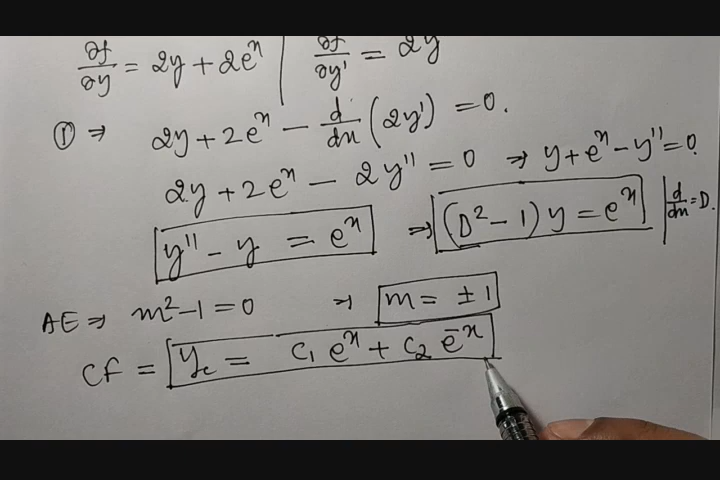 ∂f/∂y = 2y + 2eˣ | ∂f/∂y' = 2y
① ⇒ 2y + 2eˣ − d/dx (2y') = 0.
2y + 2eˣ − 2y'' = 0 ⇒ y + eˣ − y'' = 0.
y'' − y = eˣ ⇒ (D² − 1) y = eˣ | d/dx = D.
AE ⇒ m² − 1 = 0 ⇒ m = ±1
CF = y_c = C₁ eˣ + C₂ e⁻ˣ